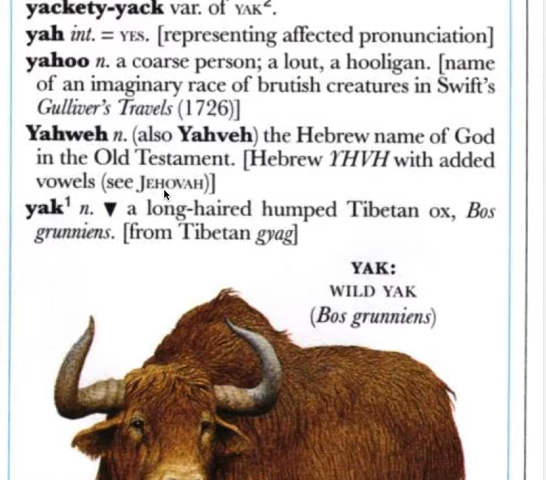 yackety-yack var. of YAK².
yah int. = YES. [representing affected pronunciation]
yahoo n. a coarse person; a lout, a hooligan. [name
of an imaginary race of brutish creatures in Swift's
Gulliver's Travels (1726)]
Yahweh n. (also Yahveh) the Hebrew name of God
in the Old Testament. [Hebrew YHVH with added
vowels (see JEHOVAH)]
yak¹ n. ▼ a long-haired humped Tibetan ox, Bos
grunniens. [from Tibetan gyag]
YAK:
WILD YAK
(Bos grunniens)